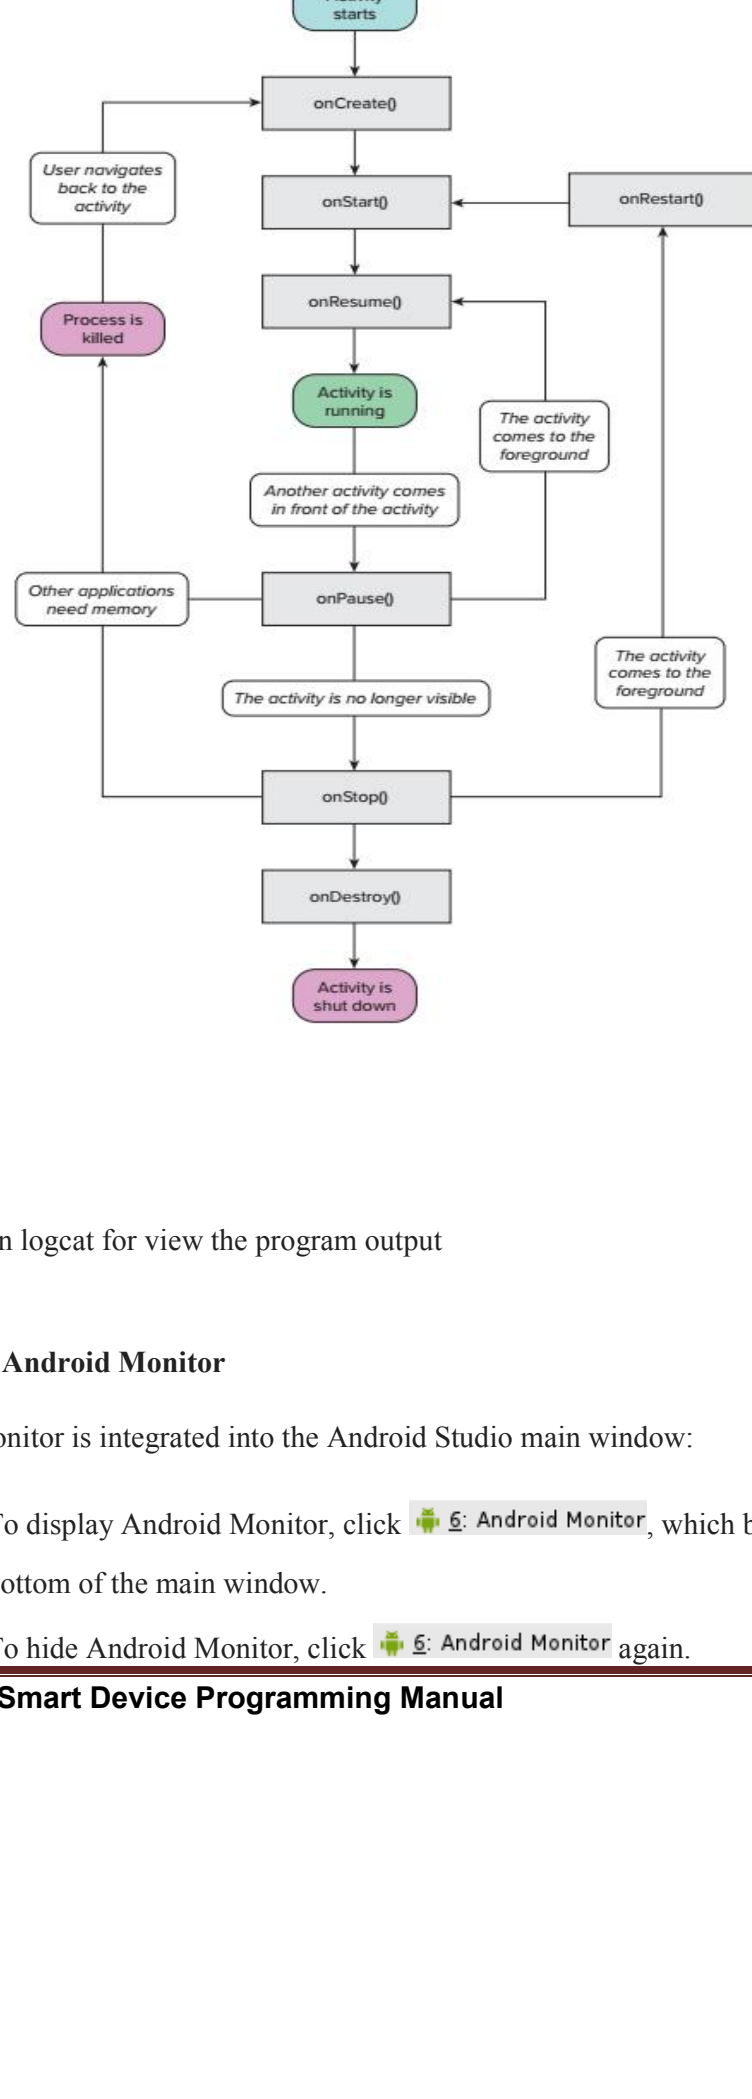 starts
onCreate()
User navigates
back to the
activity
onStart()
onRestart()
onResume()
Process is
killed
Activity is
running
The activity
comes to the
foreground
Another activity comes
in front of the activity
Other applications
need memory
onPause()
The activity
comes to the
foreground
The activity is no longer visible
onStop()
onDestroy()
Activity is
shut down
n logcat for view the program output
Android Monitor
onitor is integrated into the Android Studio main window:
o display Android Monitor, click 6: Android Monitor, which b
ottom of the main window.
o hide Android Monitor, click 6: Android Monitor again.
Smart Device Programming Manual